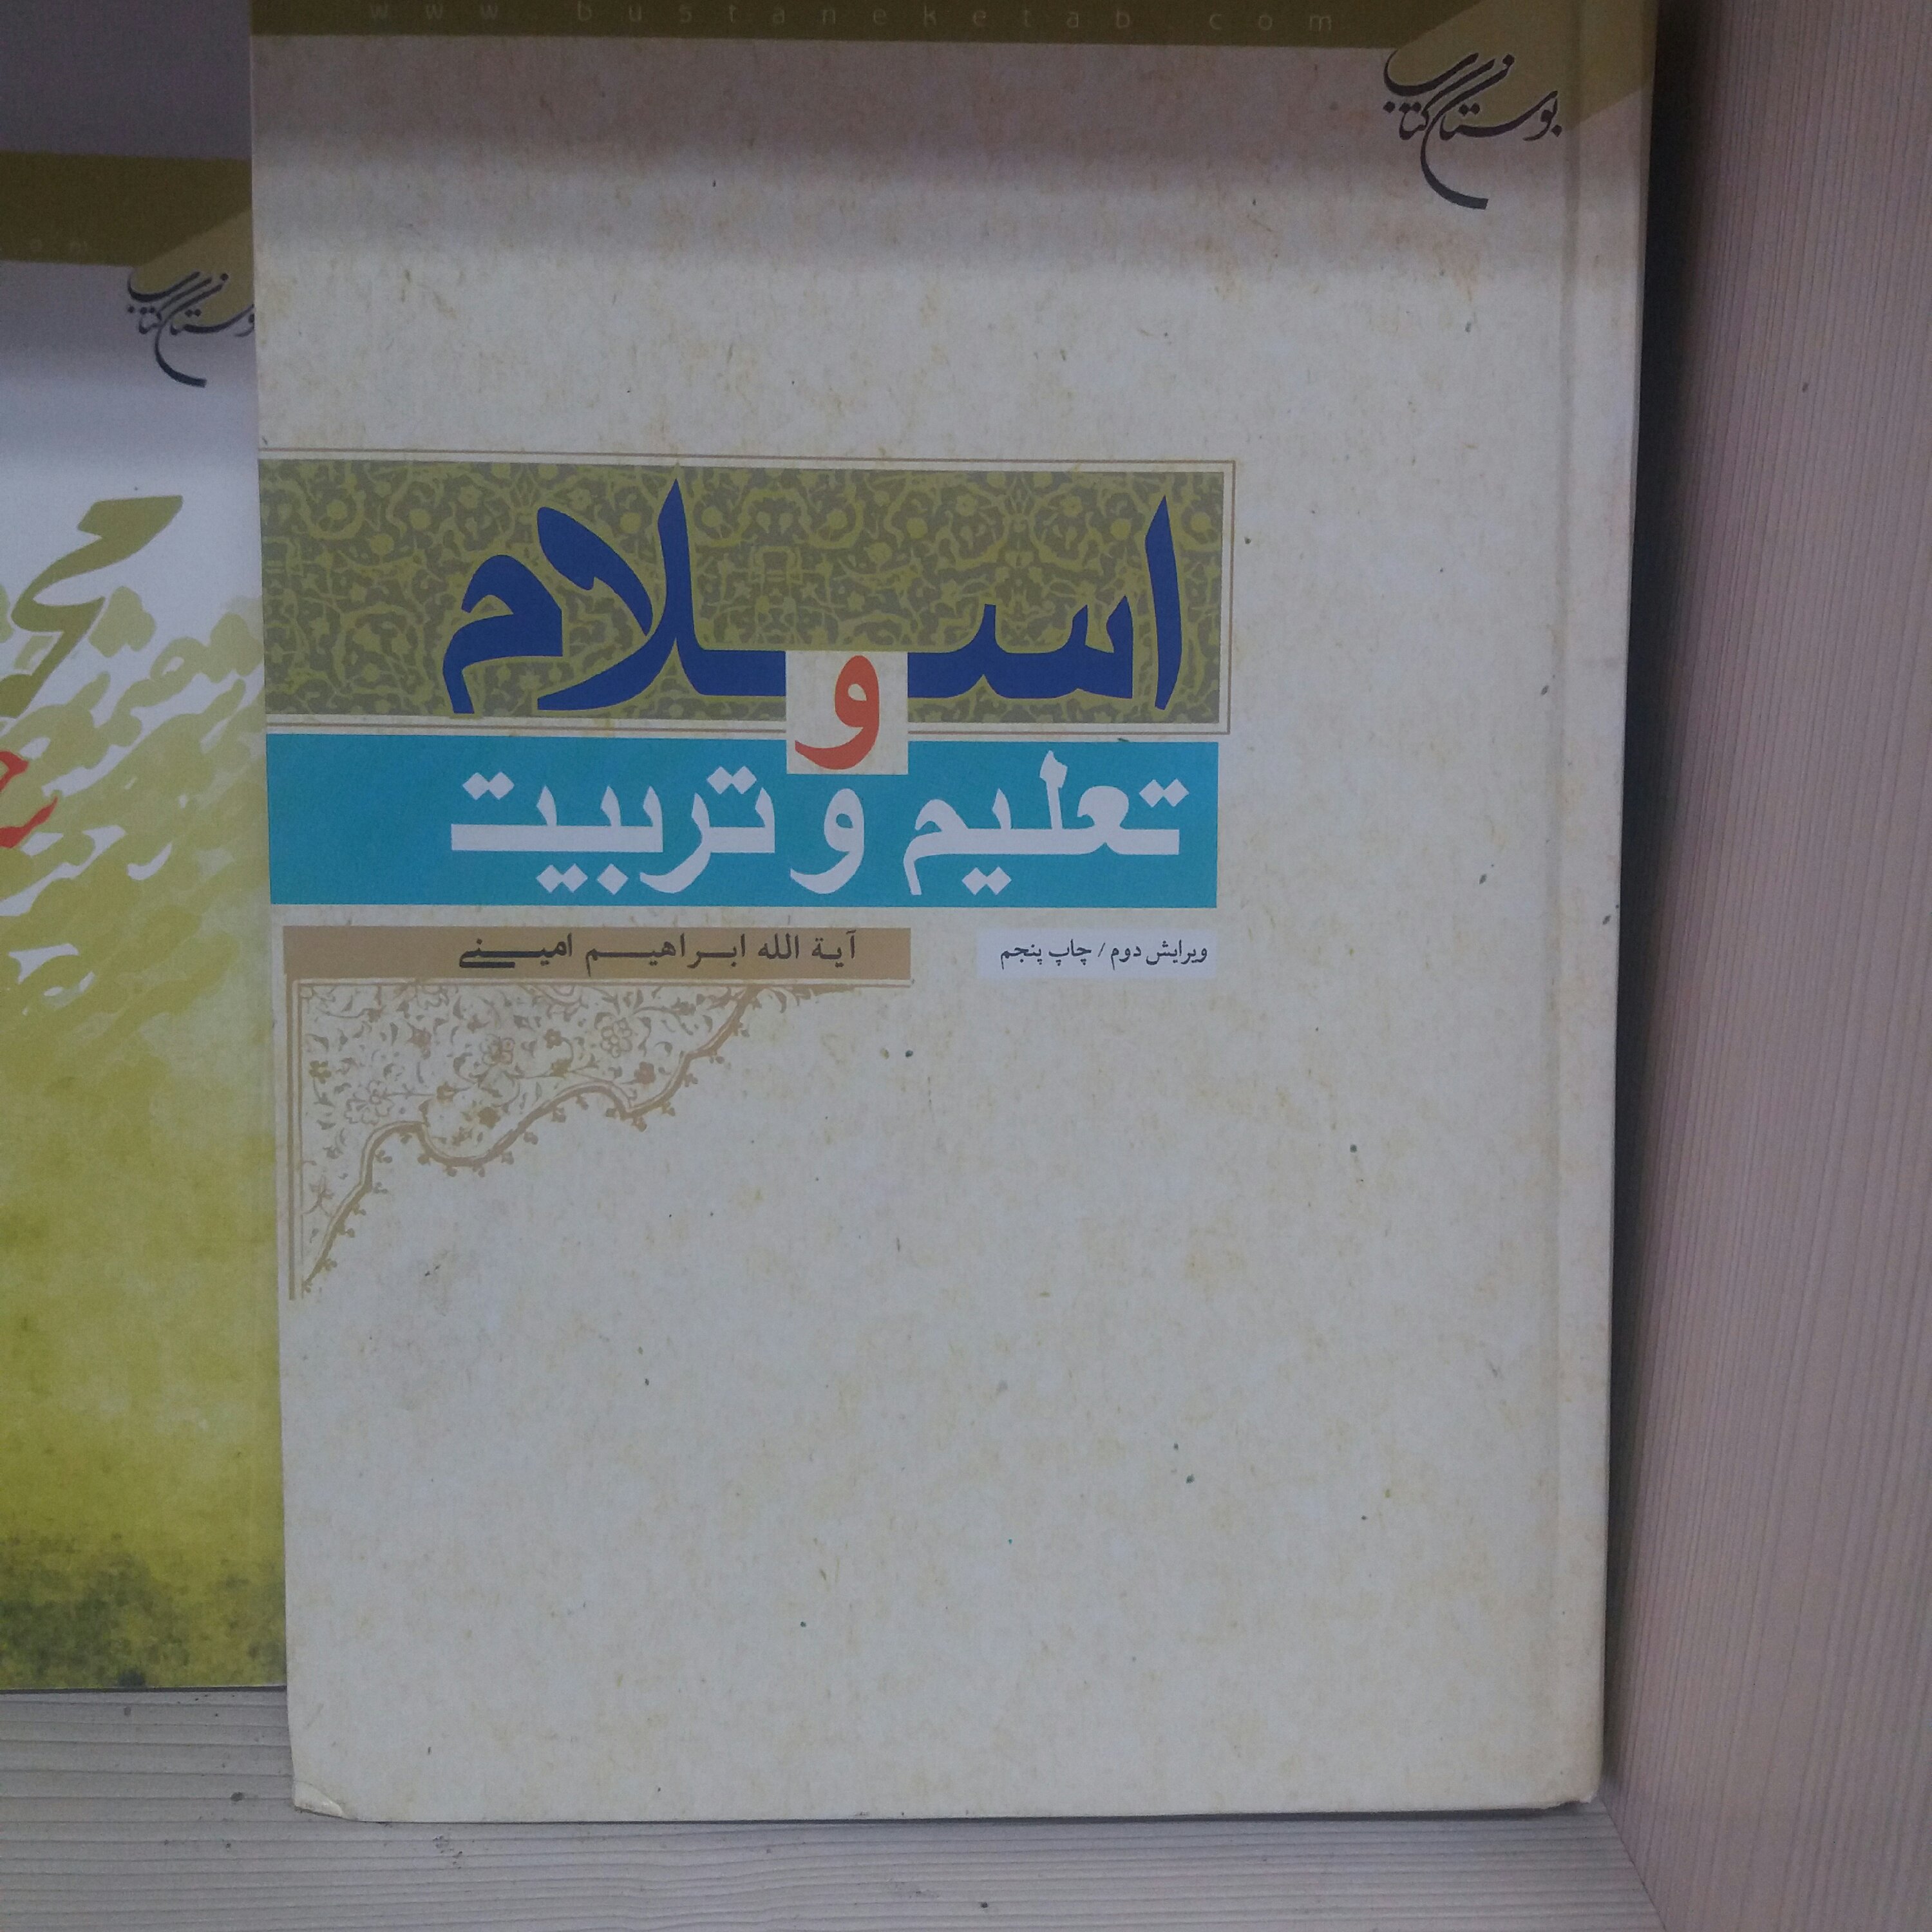 www.bustaneketab.com
بوستان کتاب
اسلام
و
تعلیم و تربیت
آیة الله ابراهیم امینی
ویرایش دوم / چاپ پنجم
بوستان کتاب